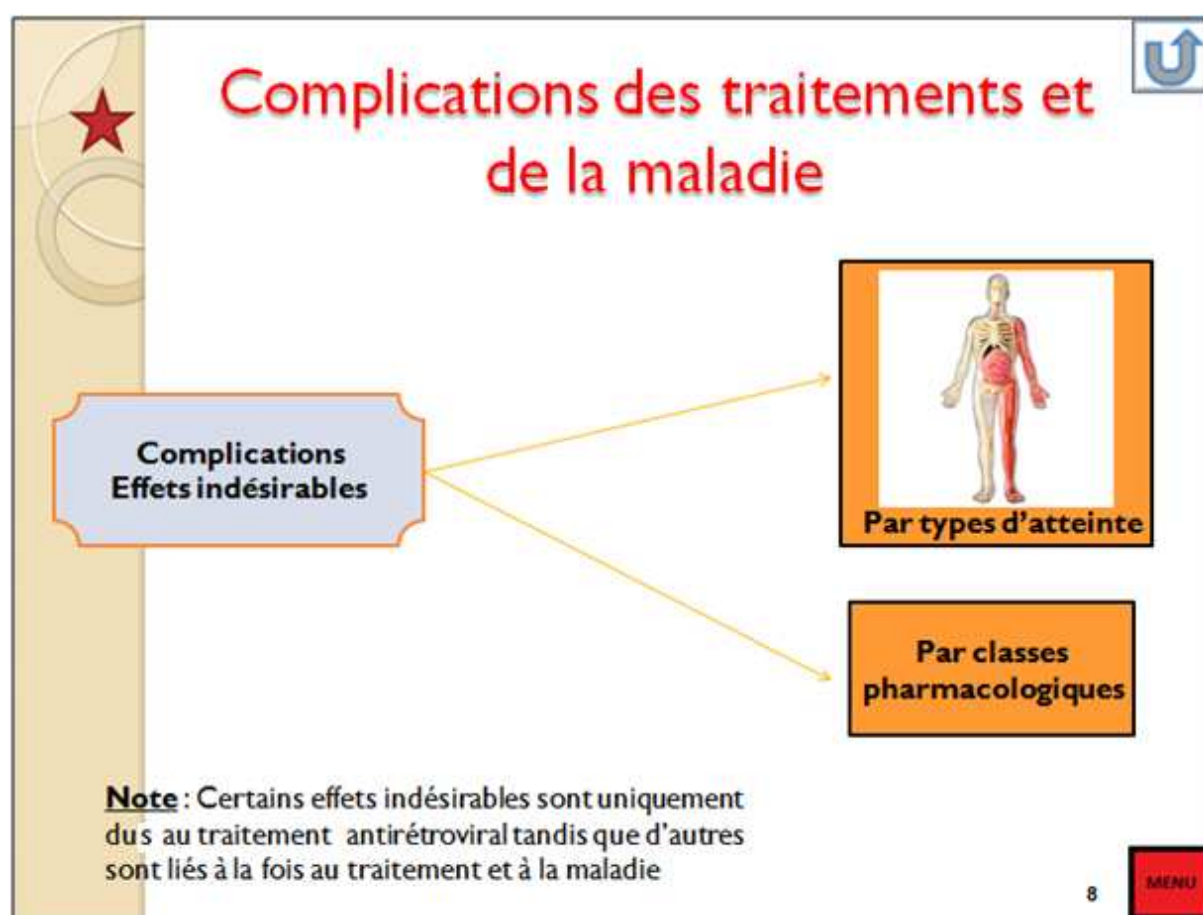 Complications des traitements et
de la maladie
Complications
Effets indésirables
Par types d'atteinte
Par classes
pharmacologiques
Note : Certains effets indésirables sont uniquement
dus au traitement antirétroviral tandis que d'autres
sont liés à la fois au traitement et à la maladie
8
MENU